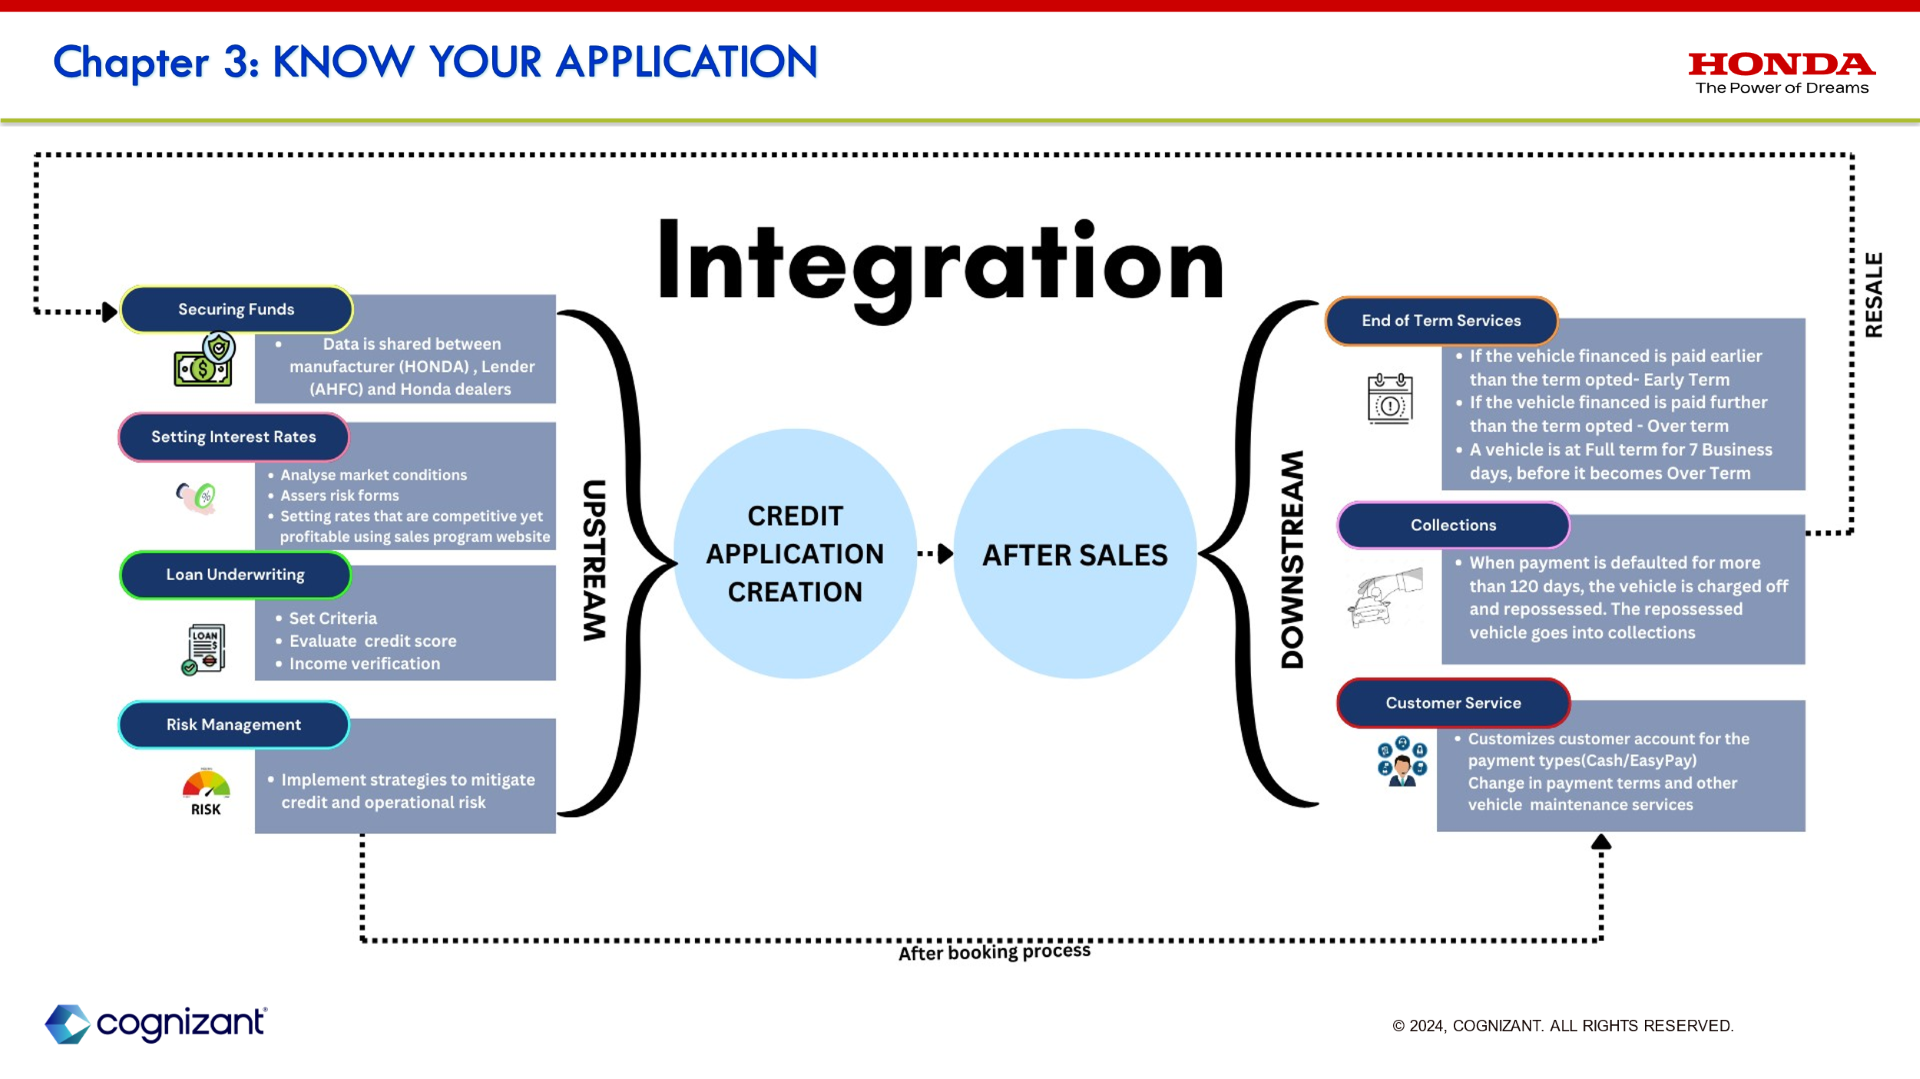 Chapter 3: KNOW YOUR APPLICATION
HONDA
The Power of Dreams
Integration
RESALE
Securing Funds
• Data is shared between
manufacturer (HONDA) , Lender
(AHFC) and Honda dealers
Setting Interest Rates
• Analyse market conditions
• Assers risk forms
• Setting rates that are competitive yet
profitable using sales program website
Loan Underwriting
LOAN
• Set Criteria
• Evaluate credit score
• Income verification
Risk Management
RISK
• Implement strategies to mitigate
credit and operational risk
UPSTREAM
CREDIT
APPLICATION
CREATION
AFTER SALES
DOWNSTREAM
End of Term Services
• If the vehicle financed is paid earlier
than the term opted- Early Term
• If the vehicle financed is paid further
than the term opted - Over term
• A vehicle is at Full term for 7 Business
days, before it becomes Over Term
Collections
• When payment is defaulted for more
than 120 days, the vehicle is charged off
and repossessed. The repossessed
vehicle goes into collections
Customer Service
• Customizes customer account for the
payment types(Cash/EasyPay)
Change in payment terms and other
vehicle maintenance services
After booking process
cognizant
© 2024, COGNIZANT. ALL RIGHTS RESERVED.